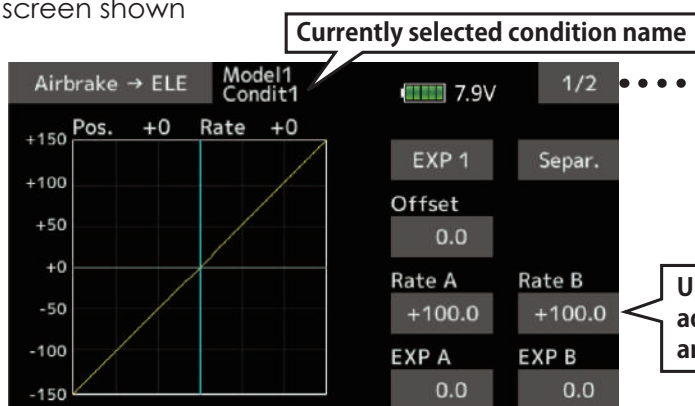 screen shown
Currently selected condition name
Airbrake → ELE
Model1
Condit1
7.9V
1/2
Pos. +0 Rate +0
+150
+100
+50
+0
-50
-100
-150
EXP 1
Separ.
Offset
0.0
Rate A
Rate B
+100.0
+100.0
EXP A
EXP B
0.0
0.0